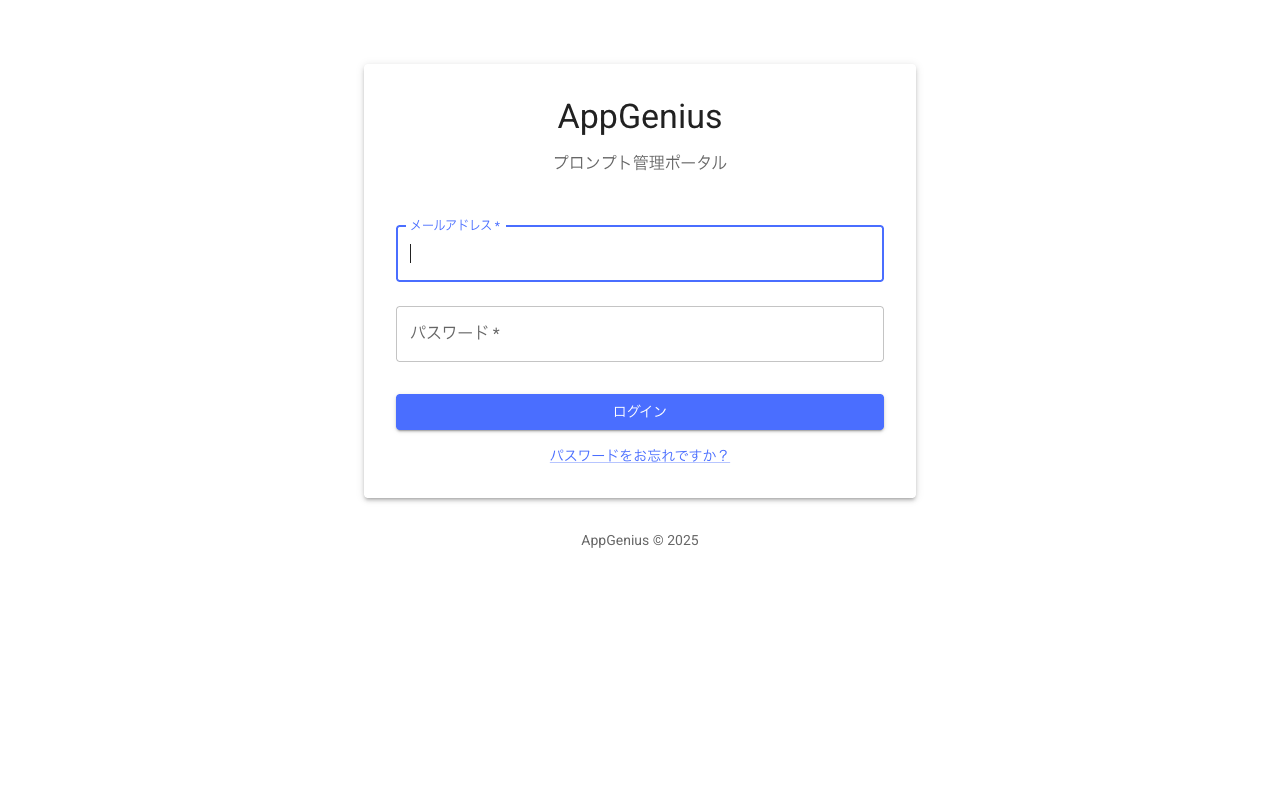 AppGenius
プロンプト管理ポータル
メールアドレス *
パスワード *
ログイン
パスワードをお忘れですか？
AppGenius © 2025